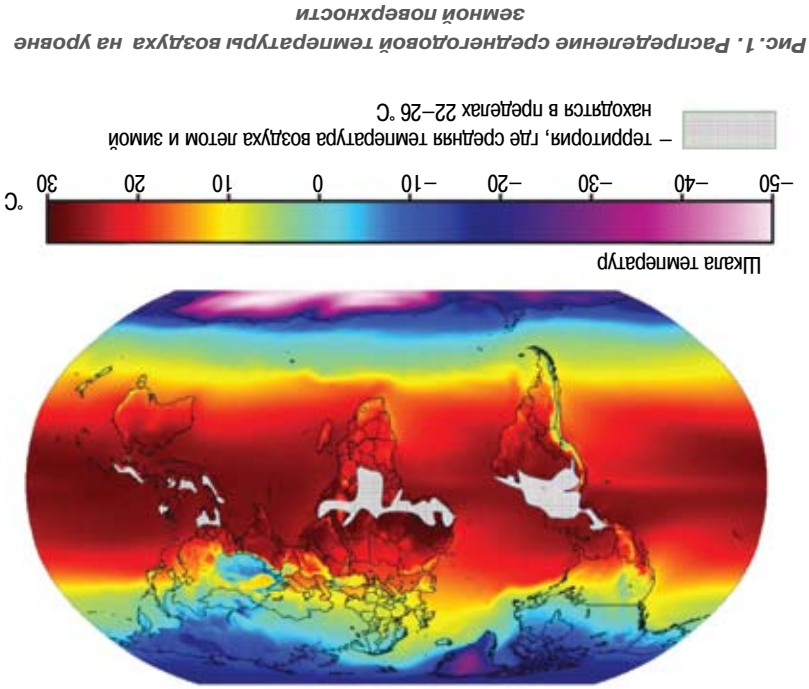 Шкала температур
–50 –40 –30 –20 –10 0 10 20 30 °C
– территория, где средняя температура воздуха летом и зимой
находятся в пределах 22–26 °C
Рис.1. Распределение среднегодовой температуры воздуха на уровне
земной поверхности